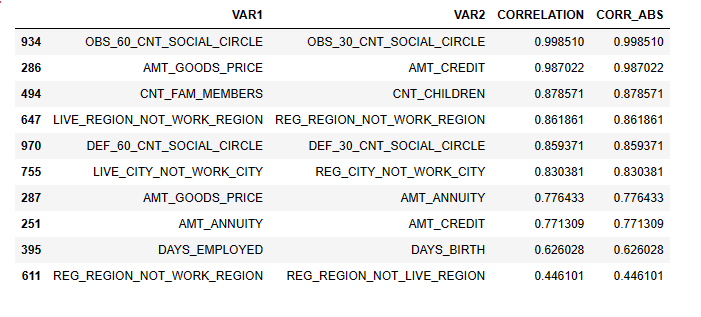 VAR1 VAR2 CORRELATION CORR_ABS
934 OBS_60_CNT_SOCIAL_CIRCLE OBS_30_CNT_SOCIAL_CIRCLE 0.998510 0.998510
286 AMT_GOODS_PRICE AMT_CREDIT 0.987022 0.987022
494 CNT_FAM_MEMBERS CNT_CHILDREN 0.878571 0.878571
647 LIVE_REGION_NOT_WORK_REGION REG_REGION_NOT_WORK_REGION 0.861861 0.861861
970 DEF_60_CNT_SOCIAL_CIRCLE DEF_30_CNT_SOCIAL_CIRCLE 0.859371 0.859371
755 LIVE_CITY_NOT_WORK_CITY REG_CITY_NOT_WORK_CITY 0.830381 0.830381
287 AMT_GOODS_PRICE AMT_ANNUITY 0.776433 0.776433
251 AMT_ANNUITY AMT_CREDIT 0.771309 0.771309
395 DAYS_EMPLOYED DAYS_BIRTH 0.626028 0.626028
611 REG_REGION_NOT_WORK_REGION REG_REGION_NOT_LIVE_REGION 0.446101 0.446101